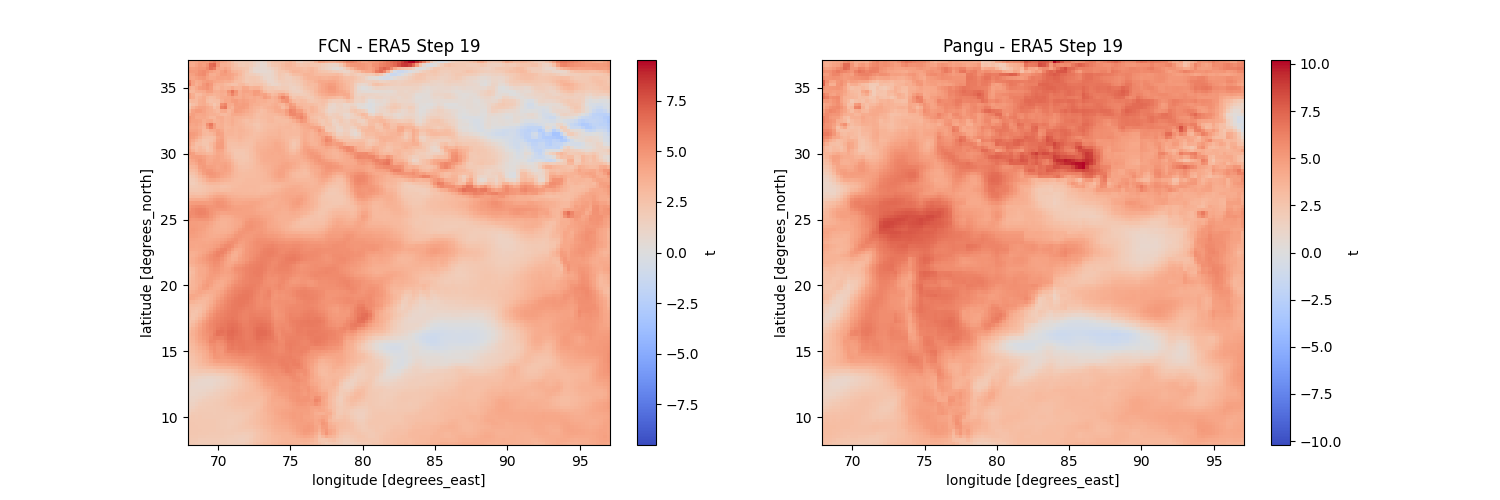 FCN - ERA5 Step 19
35
30
25
20
15
10
70 75 80 85 90 95
longitude [degrees_east]
latitude [degrees_north]
7.5
5.0
2.5
0.0
−2.5
−5.0
−7.5
t
Pangu - ERA5 Step 19
35
30
25
20
15
10
70 75 80 85 90 95
longitude [degrees_east]
latitude [degrees_north]
10.0
7.5
5.0
2.5
0.0
−2.5
−5.0
−7.5
−10.0
t